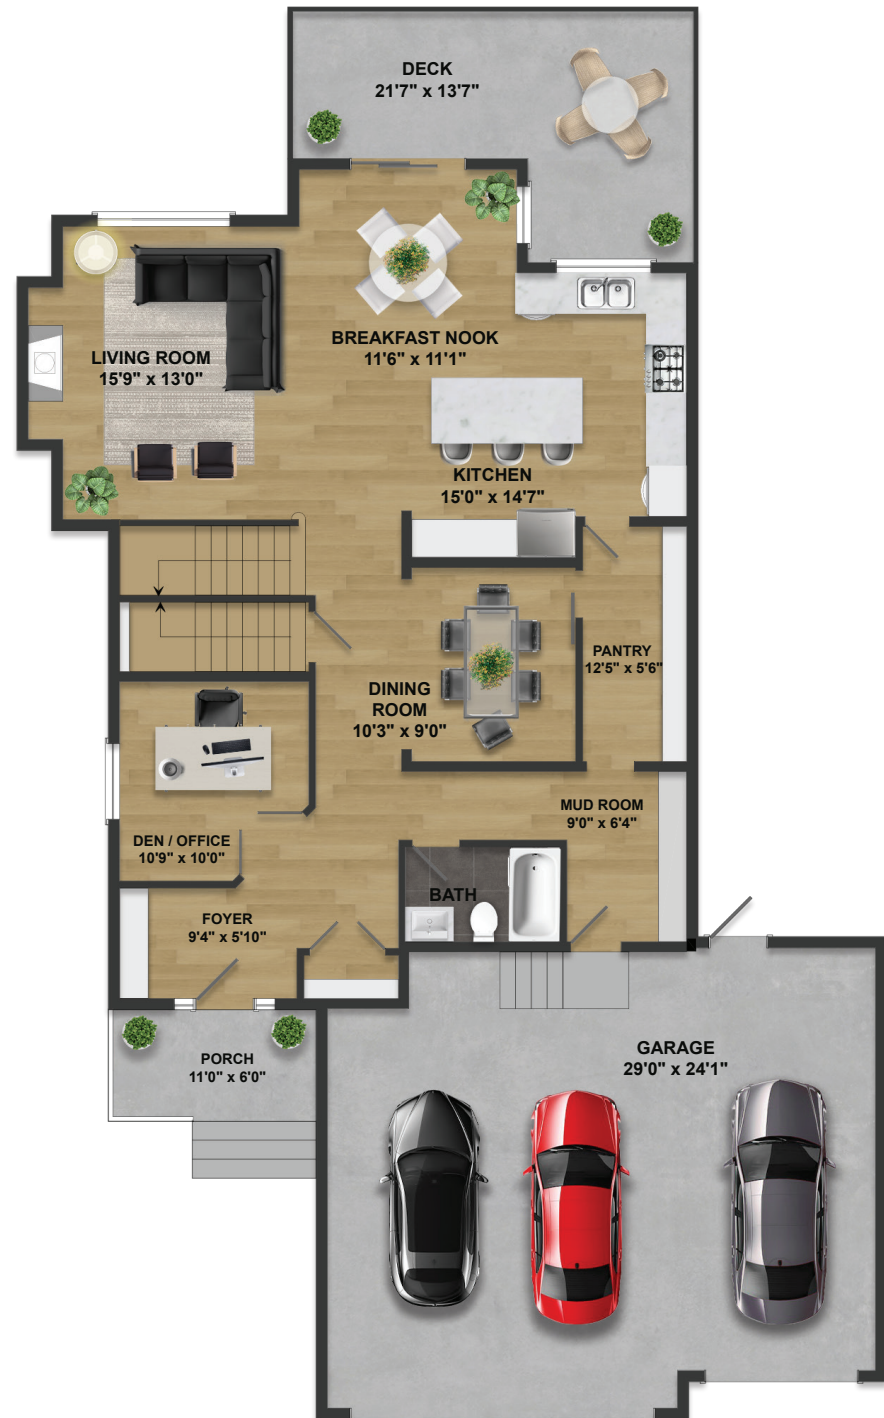 DECK
21'7" x 13'7"
LIVING ROOM
15'9" x 13'0"
BREAKFAST NOOK
11'6" x 11'1"
KITCHEN
15'0" x 14'7"
PANTRY
12'5" x 5'6"
DINING
ROOM
10'3" x 9'0"
MUD ROOM
9'0" x 6'4"
DEN / OFFICE
10'9" x 10'0"
BATH
FOYER
9'4" x 5'10"
PORCH
11'0" x 6'0"
GARAGE
29'0" x 24'1"